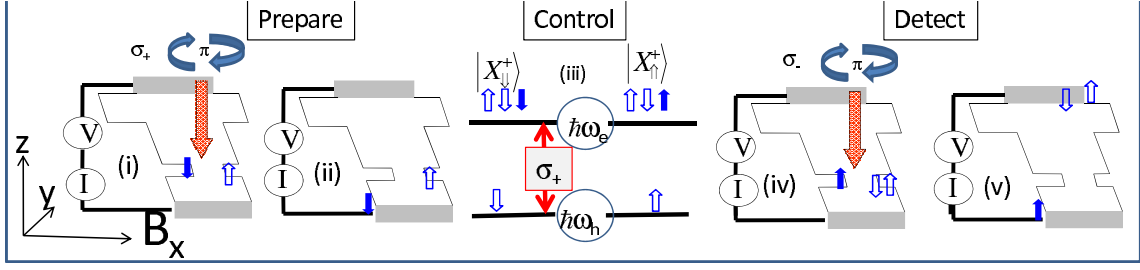 Prepare
Control
Detect
σ+ π
V
I
(i)
z
y
Bx
V
I
(ii)
|X⇓+⟩
(iii)
|X⇑+⟩
⇑⇓⬇
⇑⇓⬆
ħωe
σ+
ħωh
σ- π
V
I
(iv)
V
I
(v)